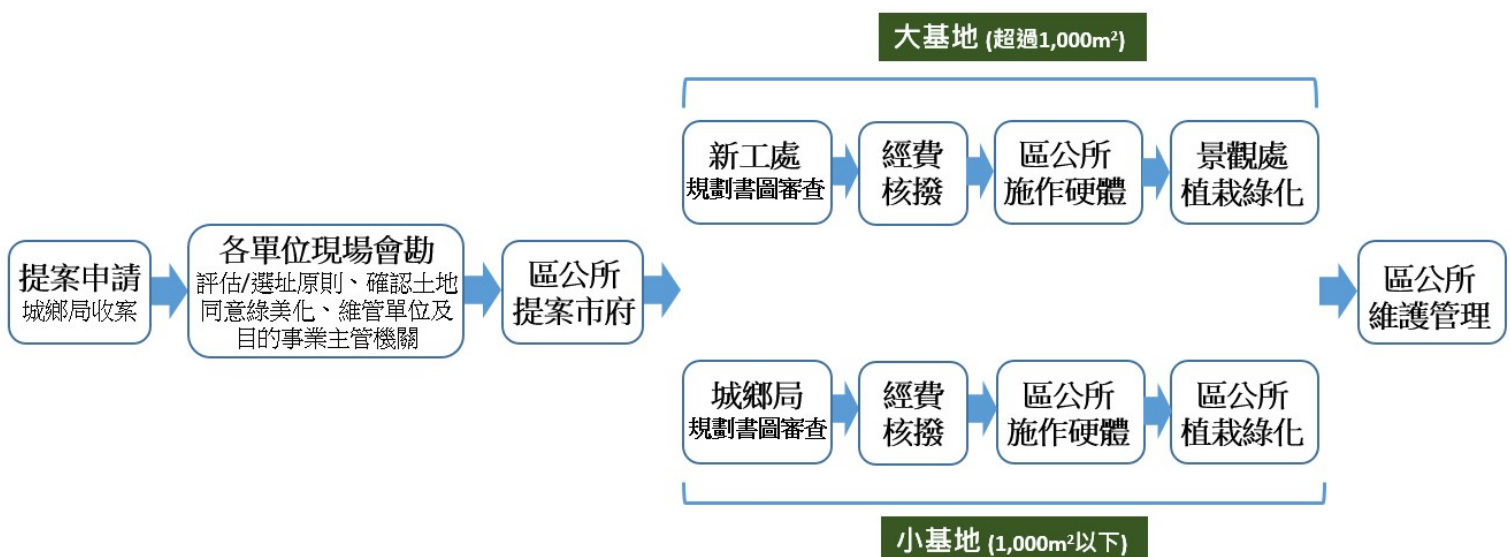 大基地 (超過1,000m²)
新工處
規劃書圖審查
經費
核撥
區公所
施作硬體
景觀處
植栽綠化
提案申請
城鄉局收案
各單位現場會勘
評估/選址原則、確認土地
同意綠美化、維管單位及
目的事業主管機關
區公所
提案市府
區公所
維護管理
城鄉局
規劃書圖審查
經費
核撥
區公所
施作硬體
區公所
植栽綠化
小基地 (1,000m²以下)